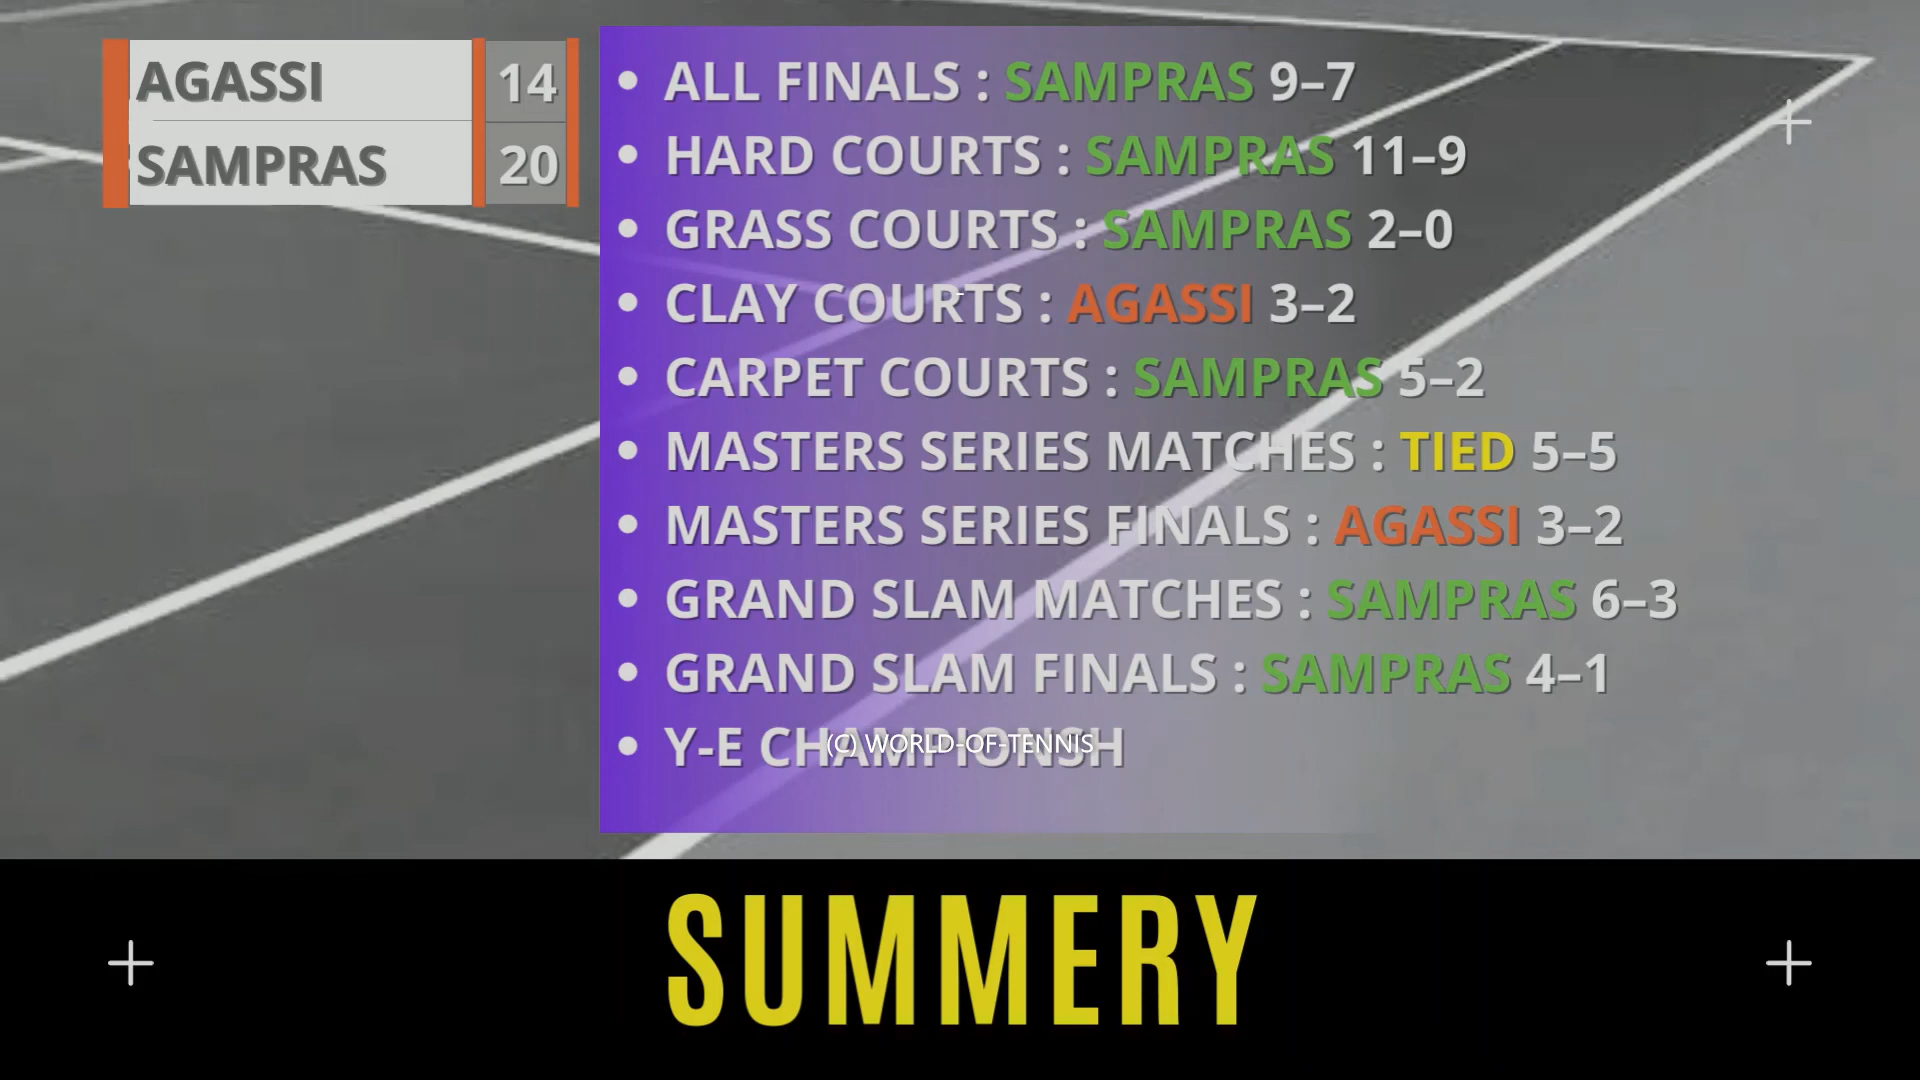 AGASSI 14
SAMPRAS 20
• ALL FINALS : SAMPRAS 9–7
• HARD COURTS : SAMPRAS 11–9
• GRASS COURTS : SAMPRAS 2–0
• CLAY COURTS : AGASSI 3–2
• CARPET COURTS : SAMPRAS 5–2
• MASTERS SERIES MATCHES : TIED 5–5
• MASTERS SERIES FINALS : AGASSI 3–2
• GRAND SLAM MATCHES : SAMPRAS 6–3
• GRAND SLAM FINALS : SAMPRAS 4–1
• Y-E CHAMPIONSH
(C) WORLD-OF-TENNIS
SUMMERY